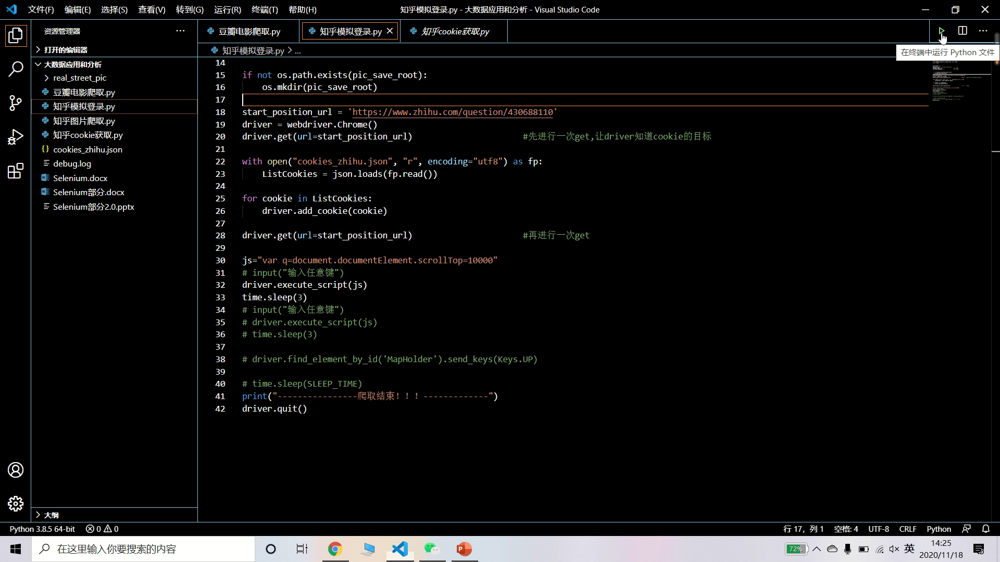 文件(F) 编辑(E) 选择(S) 查看(V) 转到(G) 运行(R) 终端(T) 帮助(H) 知乎模拟登录.py - 大数据应用和分析 - Visual Studio Code
资源管理器 ···
豆瓣电影爬取.py 知乎模拟登录.py 知乎cookie获取.py
打开的编辑器
知乎模拟登录.py > ...
在终端中运行 Python 文件
大数据应用和分析
real_street_pic
豆瓣电影爬取.py
知乎模拟登录.py
知乎图片爬取.py
知乎cookie获取.py
cookies_zhihu.json
debug.log
Selenium.docx
Selenium部分.docx
Selenium部分2.0.pptx
大纲
14
15 if not os.path.exists(pic_save_root):
16     os.mkdir(pic_save_root)
17
18 start_position_url = 'https://www.zhihu.com/question/430688110'
19 driver = webdriver.Chrome()
20 driver.get(url=start_position_url) #先进行一次get,让driver知道cookie的目标
21
22 with open("cookies_zhihu.json", "r", encoding="utf8") as fp:
23     ListCookies = json.loads(fp.read())
24
25 for cookie in ListCookies:
26     driver.add_cookie(cookie)
27
28 driver.get(url=start_position_url) #再进行一次get
29
30 js="var q=document.documentElement.scrollTop=10000"
31 # input("输入任意键")
32 driver.execute_script(js)
33 time.sleep(3)
34 # input("输入任意键")
35 # driver.execute_script(js)
36 # time.sleep(3)
37
38 # driver.find_element_by_id('MapHolder').send_keys(Keys.UP)
39
40 # time.sleep(SLEEP_TIME)
41 print("----------------爬取结束！！！-------------")
42 driver.quit()
Python 3.8.5 64-bit 0 0 行 17，列 1 空格: 4 UTF-8 CRLF Python
在这里输入你要搜索的内容
72% 英 14:25
2020/11/18